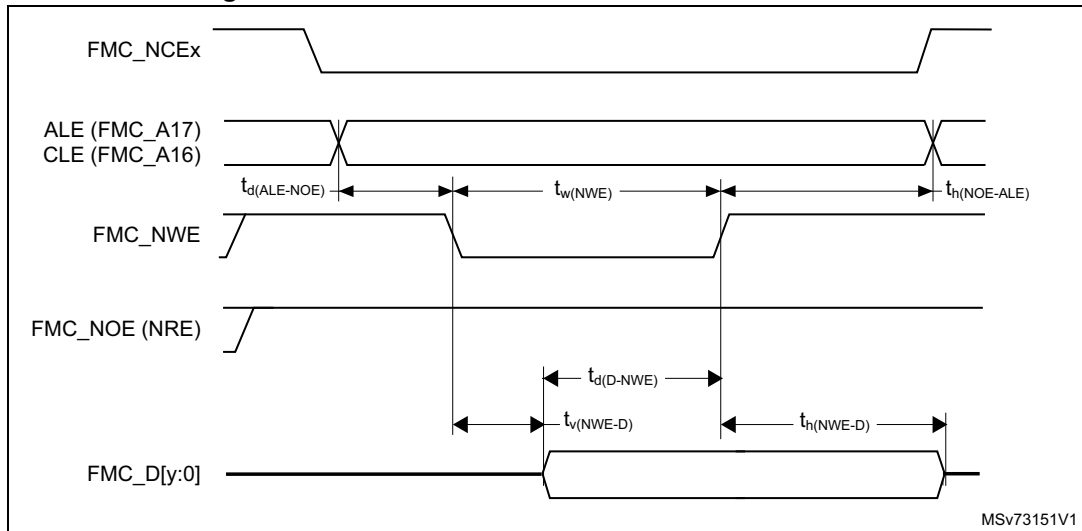 FMC_NCEx
ALE (FMC_A17)
CLE (FMC_A16)
td(ALE-NOE)
tw(NWE)
th(NOE-ALE)
FMC_NWE
FMC_NOE (NRE)
td(D-NWE)
tv(NWE-D)
th(NWE-D)
FMC_D[y:0]
MSv73151V1